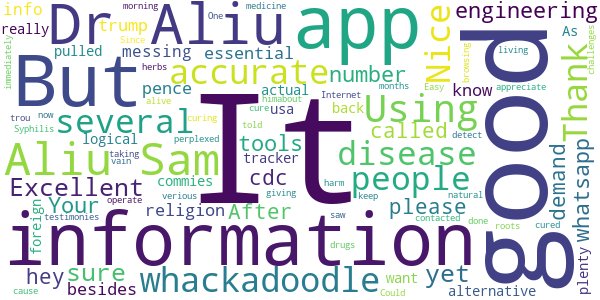 It
good
information
But
app
Dr Aliu
Aliu Sam
Nice
Using
Thank
disease
people
several
accurate
whackadoodle
engineering
Excellent
number
called
tools
cdc
sure
yet
demand
whatsapp
please
After
hey
Your
know
essential
messing
religion
besides
pence
trump
info
really
pulled
logical
commies
tracker
usa
actual
back
want
alternative
foreign
plenty
As
morning
medicine
One
Since
herbs
immediately
living
challenges
browsing
appreciate
Easy
months
Internet
himabout
cure
curing
alive
perplexed
told
detect
now
trou
Syphilis
taking
vain
operate
testimonies
verious
giving
harm
keep
natural
saw
contacted
done
cured
drugs
roots
cause
Could